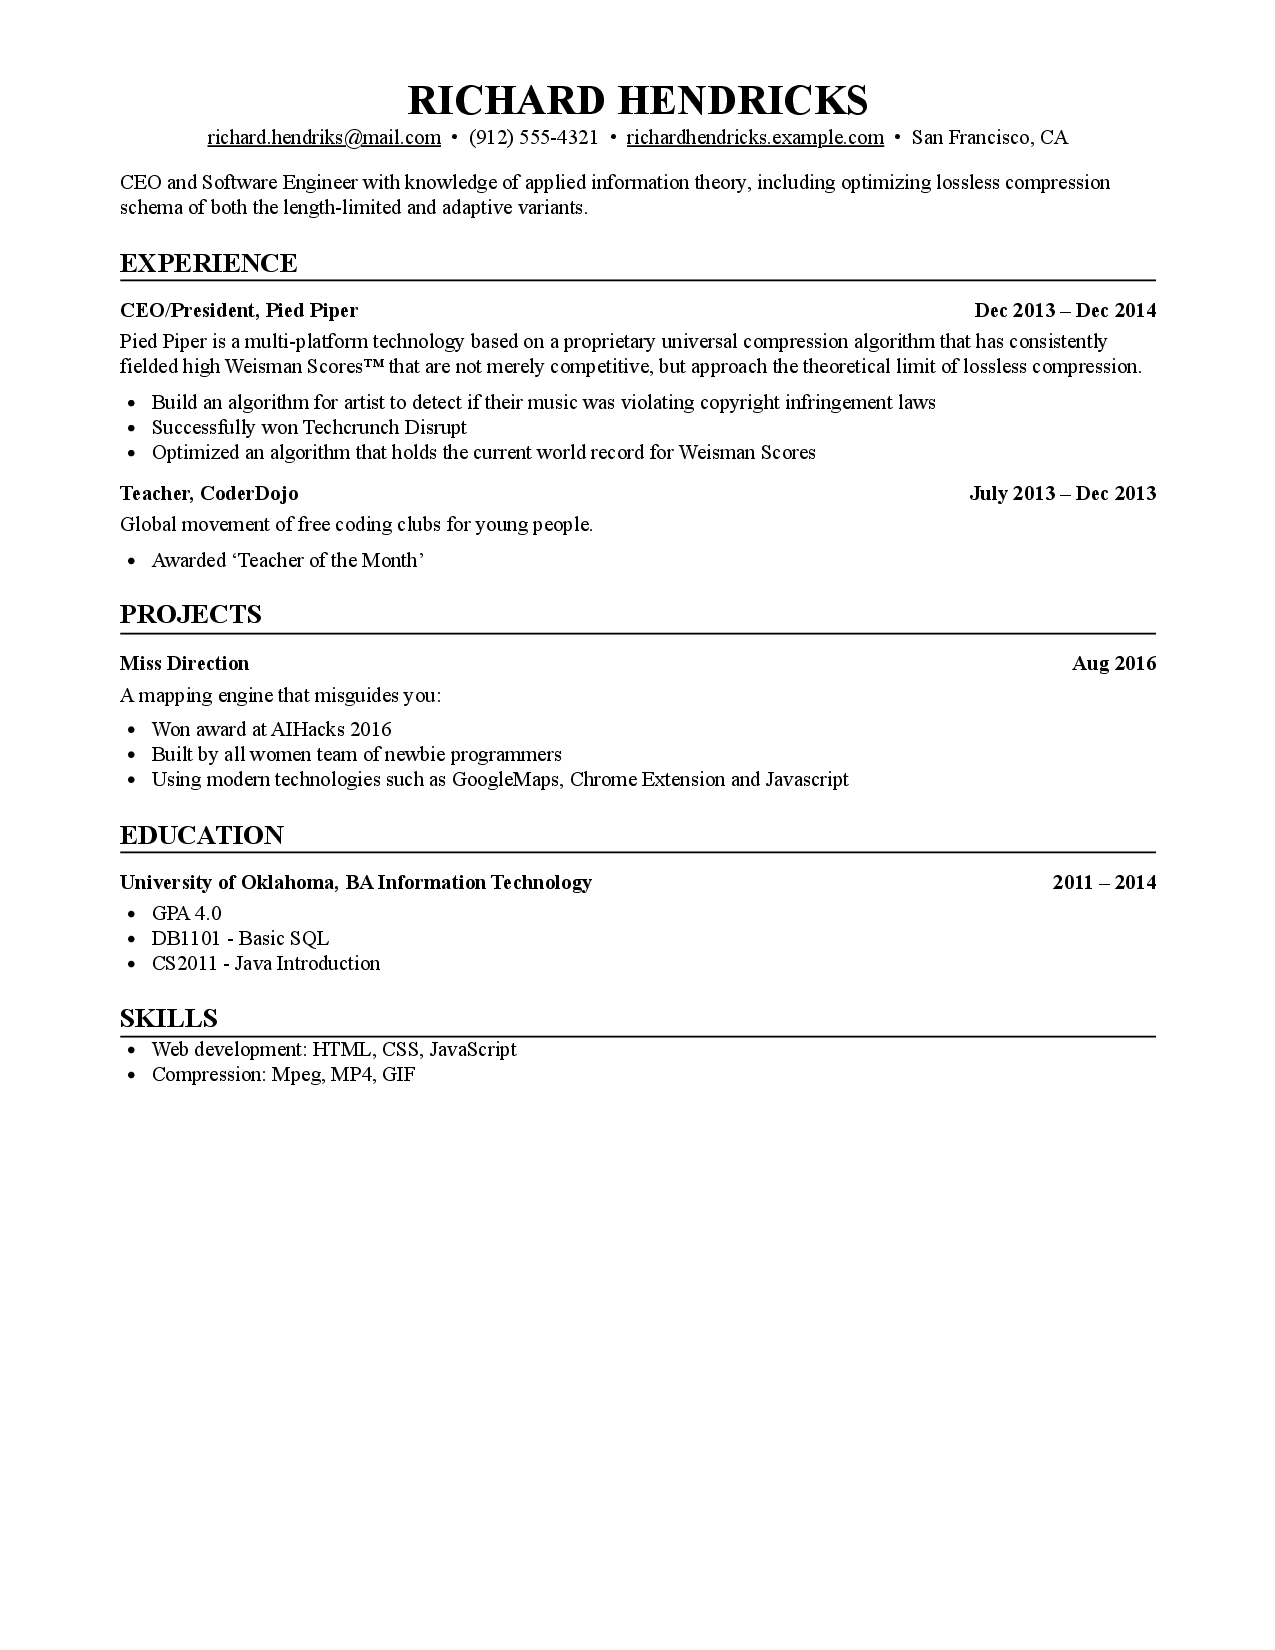 RICHARD HENDRICKS
richard.hendriks@mail.com • (912) 555-4321 • richardhendricks.example.com • San Francisco, CA
CEO and Software Engineer with knowledge of applied information theory, including optimizing lossless compression
schema of both the length-limited and adaptive variants.
EXPERIENCE
CEO/President, Pied Piper Dec 2013 – Dec 2014
Pied Piper is a multi-platform technology based on a proprietary universal compression algorithm that has consistently
fielded high Weisman Scores™ that are not merely competitive, but approach the theoretical limit of lossless compression.
• Build an algorithm for artist to detect if their music was violating copyright infringement laws
• Successfully won Techcrunch Disrupt
• Optimized an algorithm that holds the current world record for Weisman Scores
Teacher, CoderDojo July 2013 – Dec 2013
Global movement of free coding clubs for young people.
• Awarded ‘Teacher of the Month’
PROJECTS
Miss Direction Aug 2016
A mapping engine that misguides you:
• Won award at AIHacks 2016
• Built by all women team of newbie programmers
• Using modern technologies such as GoogleMaps, Chrome Extension and Javascript
EDUCATION
University of Oklahoma, BA Information Technology 2011 – 2014
• GPA 4.0
• DB1101 - Basic SQL
• CS2011 - Java Introduction
SKILLS
• Web development: HTML, CSS, JavaScript
• Compression: Mpeg, MP4, GIF